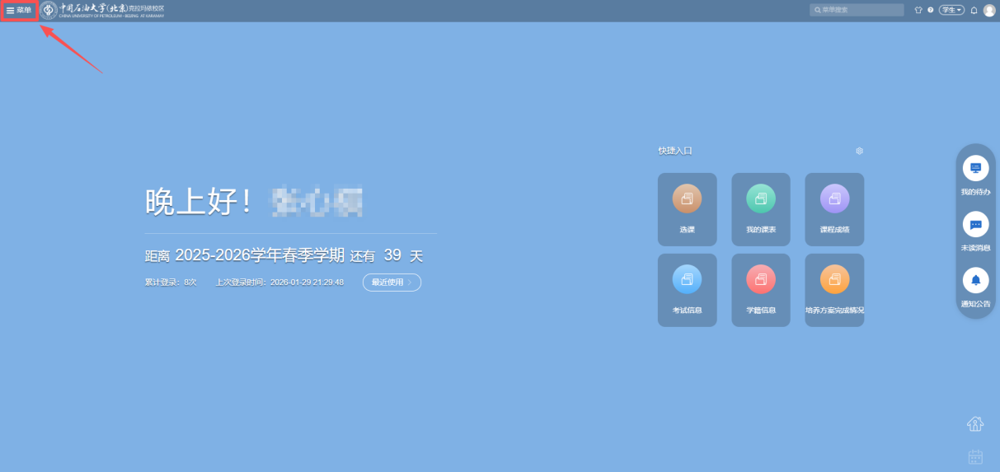 菜单
中国石油大学(北京)克拉玛依校区
CHINA UNIVERSITY OF PETROLEUM - BEIJING AT KARAMAY
菜单搜索
学生
快捷入口
晚上好！
选课
我的课表
课程成绩
距离 2025-2026学年春季学期 还有 39 天
累计登录：8次 上次登录时间：2026-01-29 21:29:48 最近使用
考试信息
学籍信息
培养方案完成情况
我的待办
未读消息
通知公告